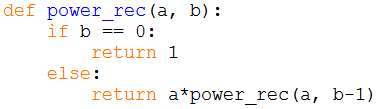 def power_rec(a, b):
    if b == 0:
        return 1
    else:
        return a*power_rec(a, b-1)